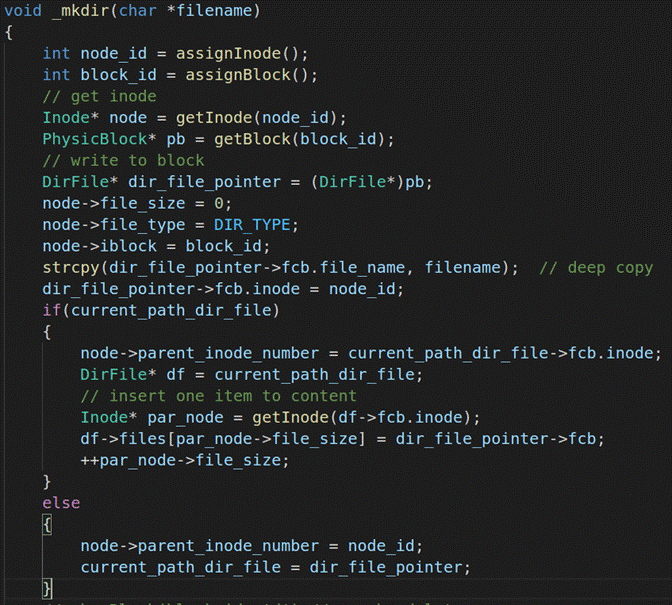 void _mkdir(char *filename)
{
    int node_id = assignInode();
    int block_id = assignBlock();
    // get inode
    Inode* node = getInode(node_id);
    PhysicBlock* pb = getBlock(block_id);
    // write to block
    DirFile* dir_file_pointer = (DirFile*)pb;
    node->file_size = 0;
    node->file_type = DIR_TYPE;
    node->iblock = block_id;
    strcpy(dir_file_pointer->fcb.file_name, filename);  // deep copy
    dir_file_pointer->fcb.inode = node_id;
    if(current_path_dir_file)
    {
        node->parent_inode_number = current_path_dir_file->fcb.inode;
        DirFile* df = current_path_dir_file;
        // insert one item to content
        Inode* par_node = getInode(df->fcb.inode);
        df->files[par_node->file_size] = dir_file_pointer->fcb;
        ++par_node->file_size;
    }
    else
    {
        node->parent_inode_number = node_id;
        current_path_dir_file = dir_file_pointer;
    }